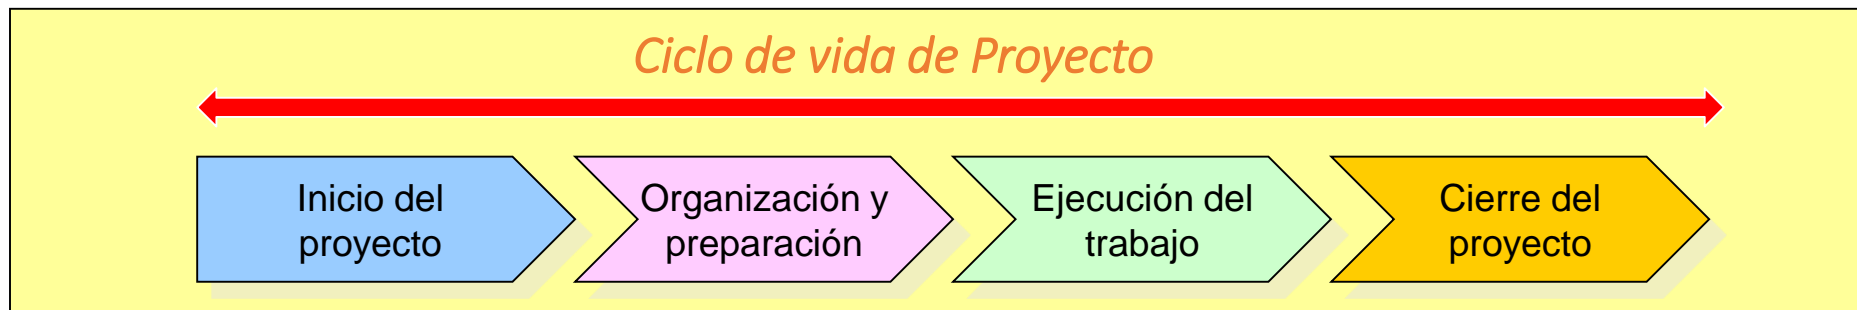 Ciclo de vida de Proyecto
Inicio del
proyecto
Organización y
preparación
Ejecución del
trabajo
Cierre del
proyecto